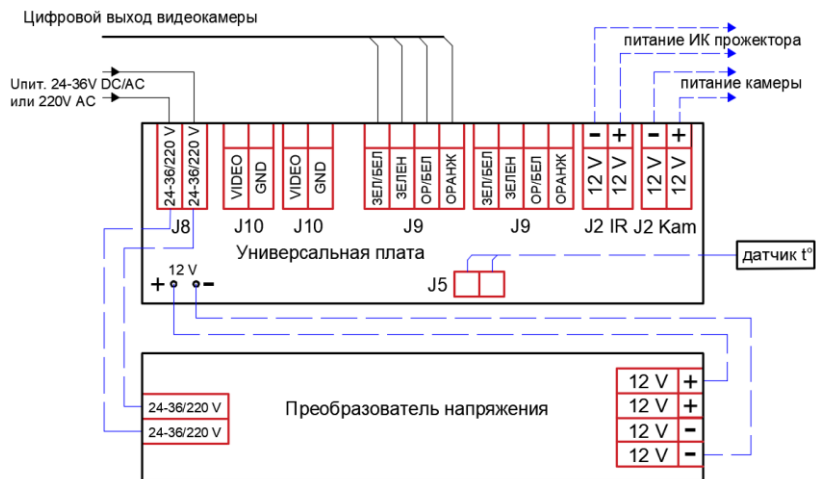 Цифровой выход видеокамеры
питание ИК прожектора
Uпит. 24-36V DC/AC
или 220V AC
питание камеры
24-36/220 V
24-36/220 V
VIDEO
GND
VIDEO
GND
ЗЕЛ/БЕЛ
ЗЕЛЕН
ОР/БЕЛ
ОРАНЖ
ЗЕЛ/БЕЛ
ЗЕЛЕН
ОР/БЕЛ
ОРАНЖ
12 V −
12 V +
12 V −
12 V +
J8
J10
J10
J9
J9
J2 IR
J2 Kam
Универсальная плата
датчик t°
+ 12 V −
J5
24-36/220 V
24-36/220 V
Преобразователь напряжения
12 V +
12 V +
12 V −
12 V −